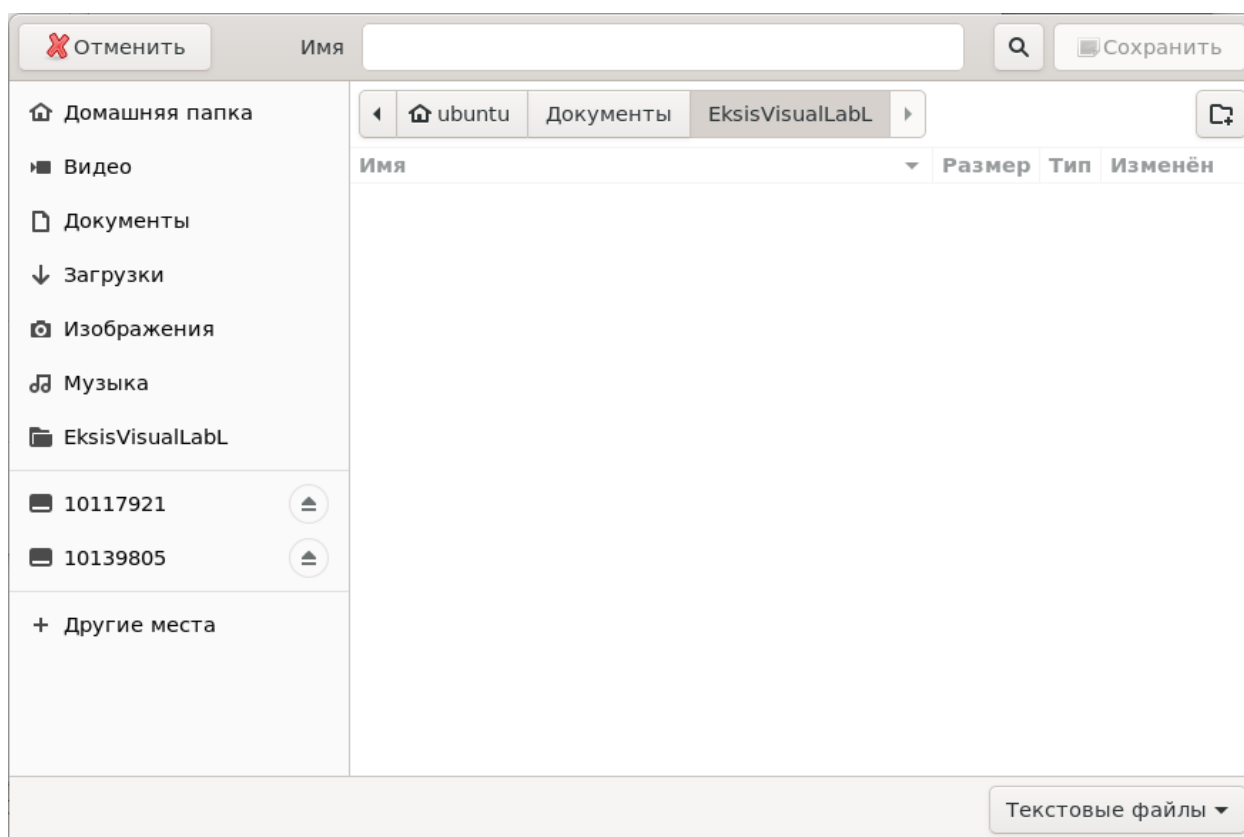 Отменить Имя Сохранить
Домашняя папка
Видео
Документы
Загрузки
Изображения
Музыка
EksisVisualLabL
10117921
10139805
Другие места
ubuntu Документы EksisVisualLabL
Имя Размер Тип Изменён
Текстовые файлы